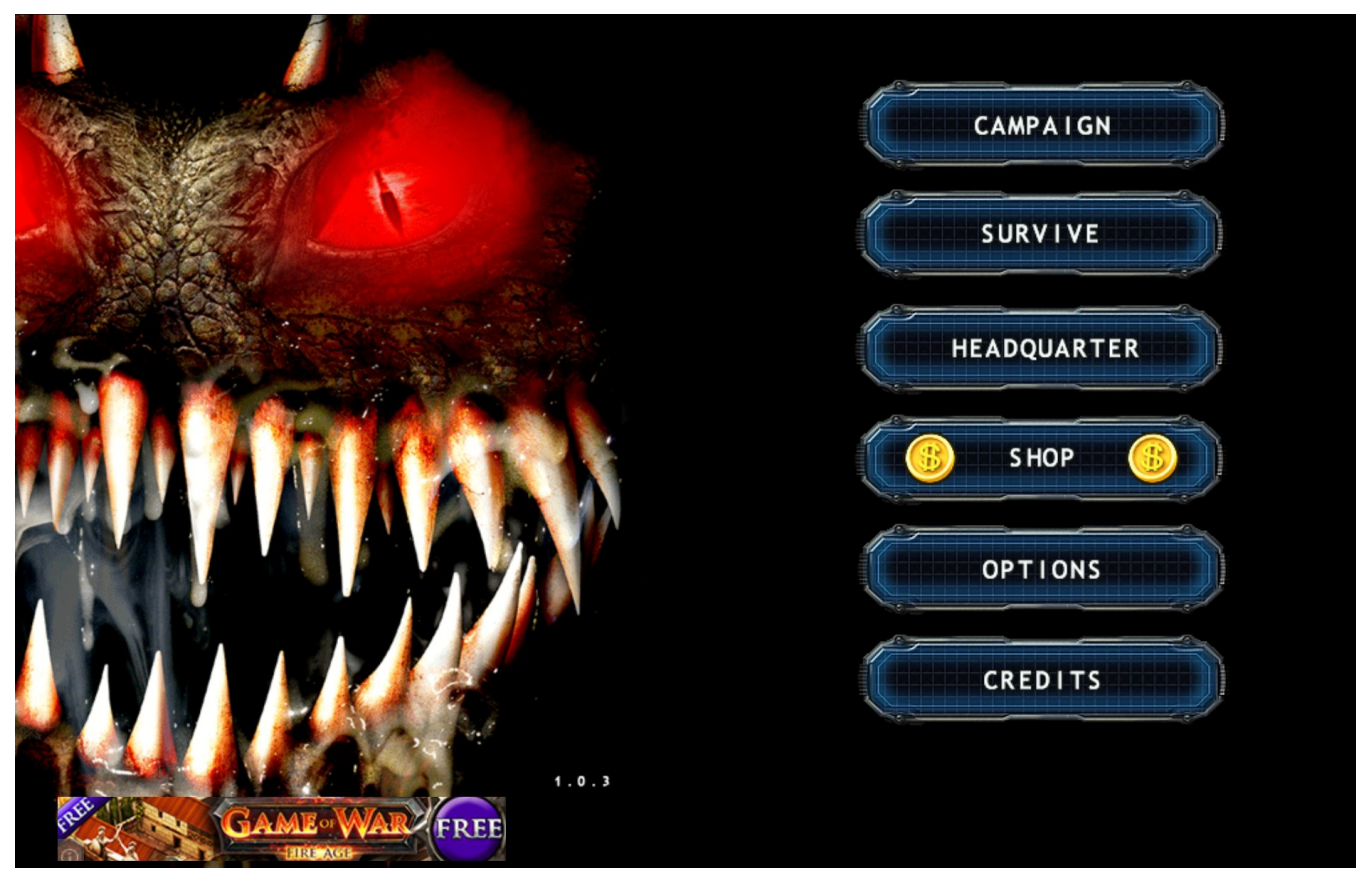 CAMPAIGN
SURVIVE
HEADQUARTER
$ SHOP $
OPTIONS
CREDITS
1.0.3
FREE
GAME OF WAR
FIRE AGE
FREE